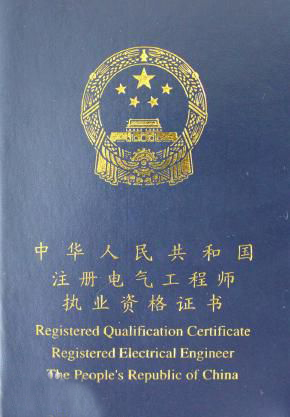 中华人民共和国
注册电气工程师
执业资格证书
Registered Qualification Certificate
Registered Electrical Engineer
The People's Republic of China